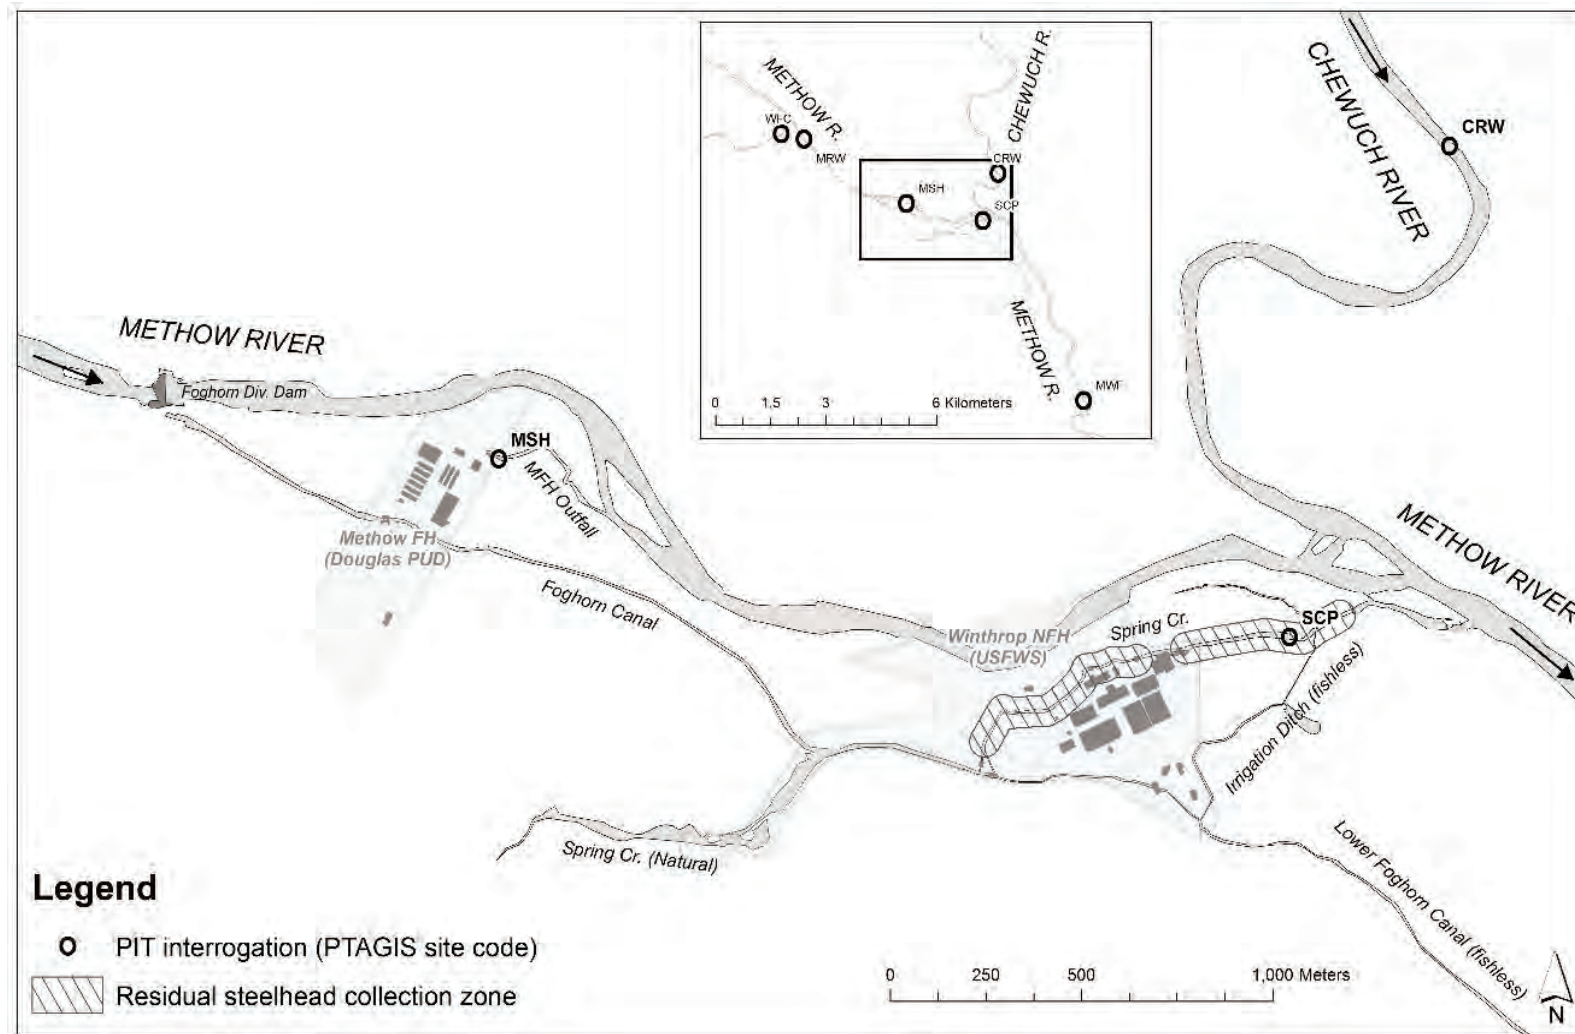 METHOW R.
CHEWUCH R.
MRW
MSH
CRW
SCP
METHOW R.
0 1.5 3 6 Kilometers
CHEWUCH RIVER
CRW
METHOW RIVER
Foghorn Div. Dam
MSH
MFH Outfall
Methow FH
(Douglas PUD)
Foghorn Canal
METHOW RIVER
Winthrop NFH
(USFWS)
Spring Cr.
SCP
Irrigation Ditch (fishless)
Spring Cr. (Natural)
Lower Foghorn Canal (fishless)
Legend
PIT interrogation (PTAGIS site code)
Residual steelhead collection zone
0 250 500 1,000 Meters
N